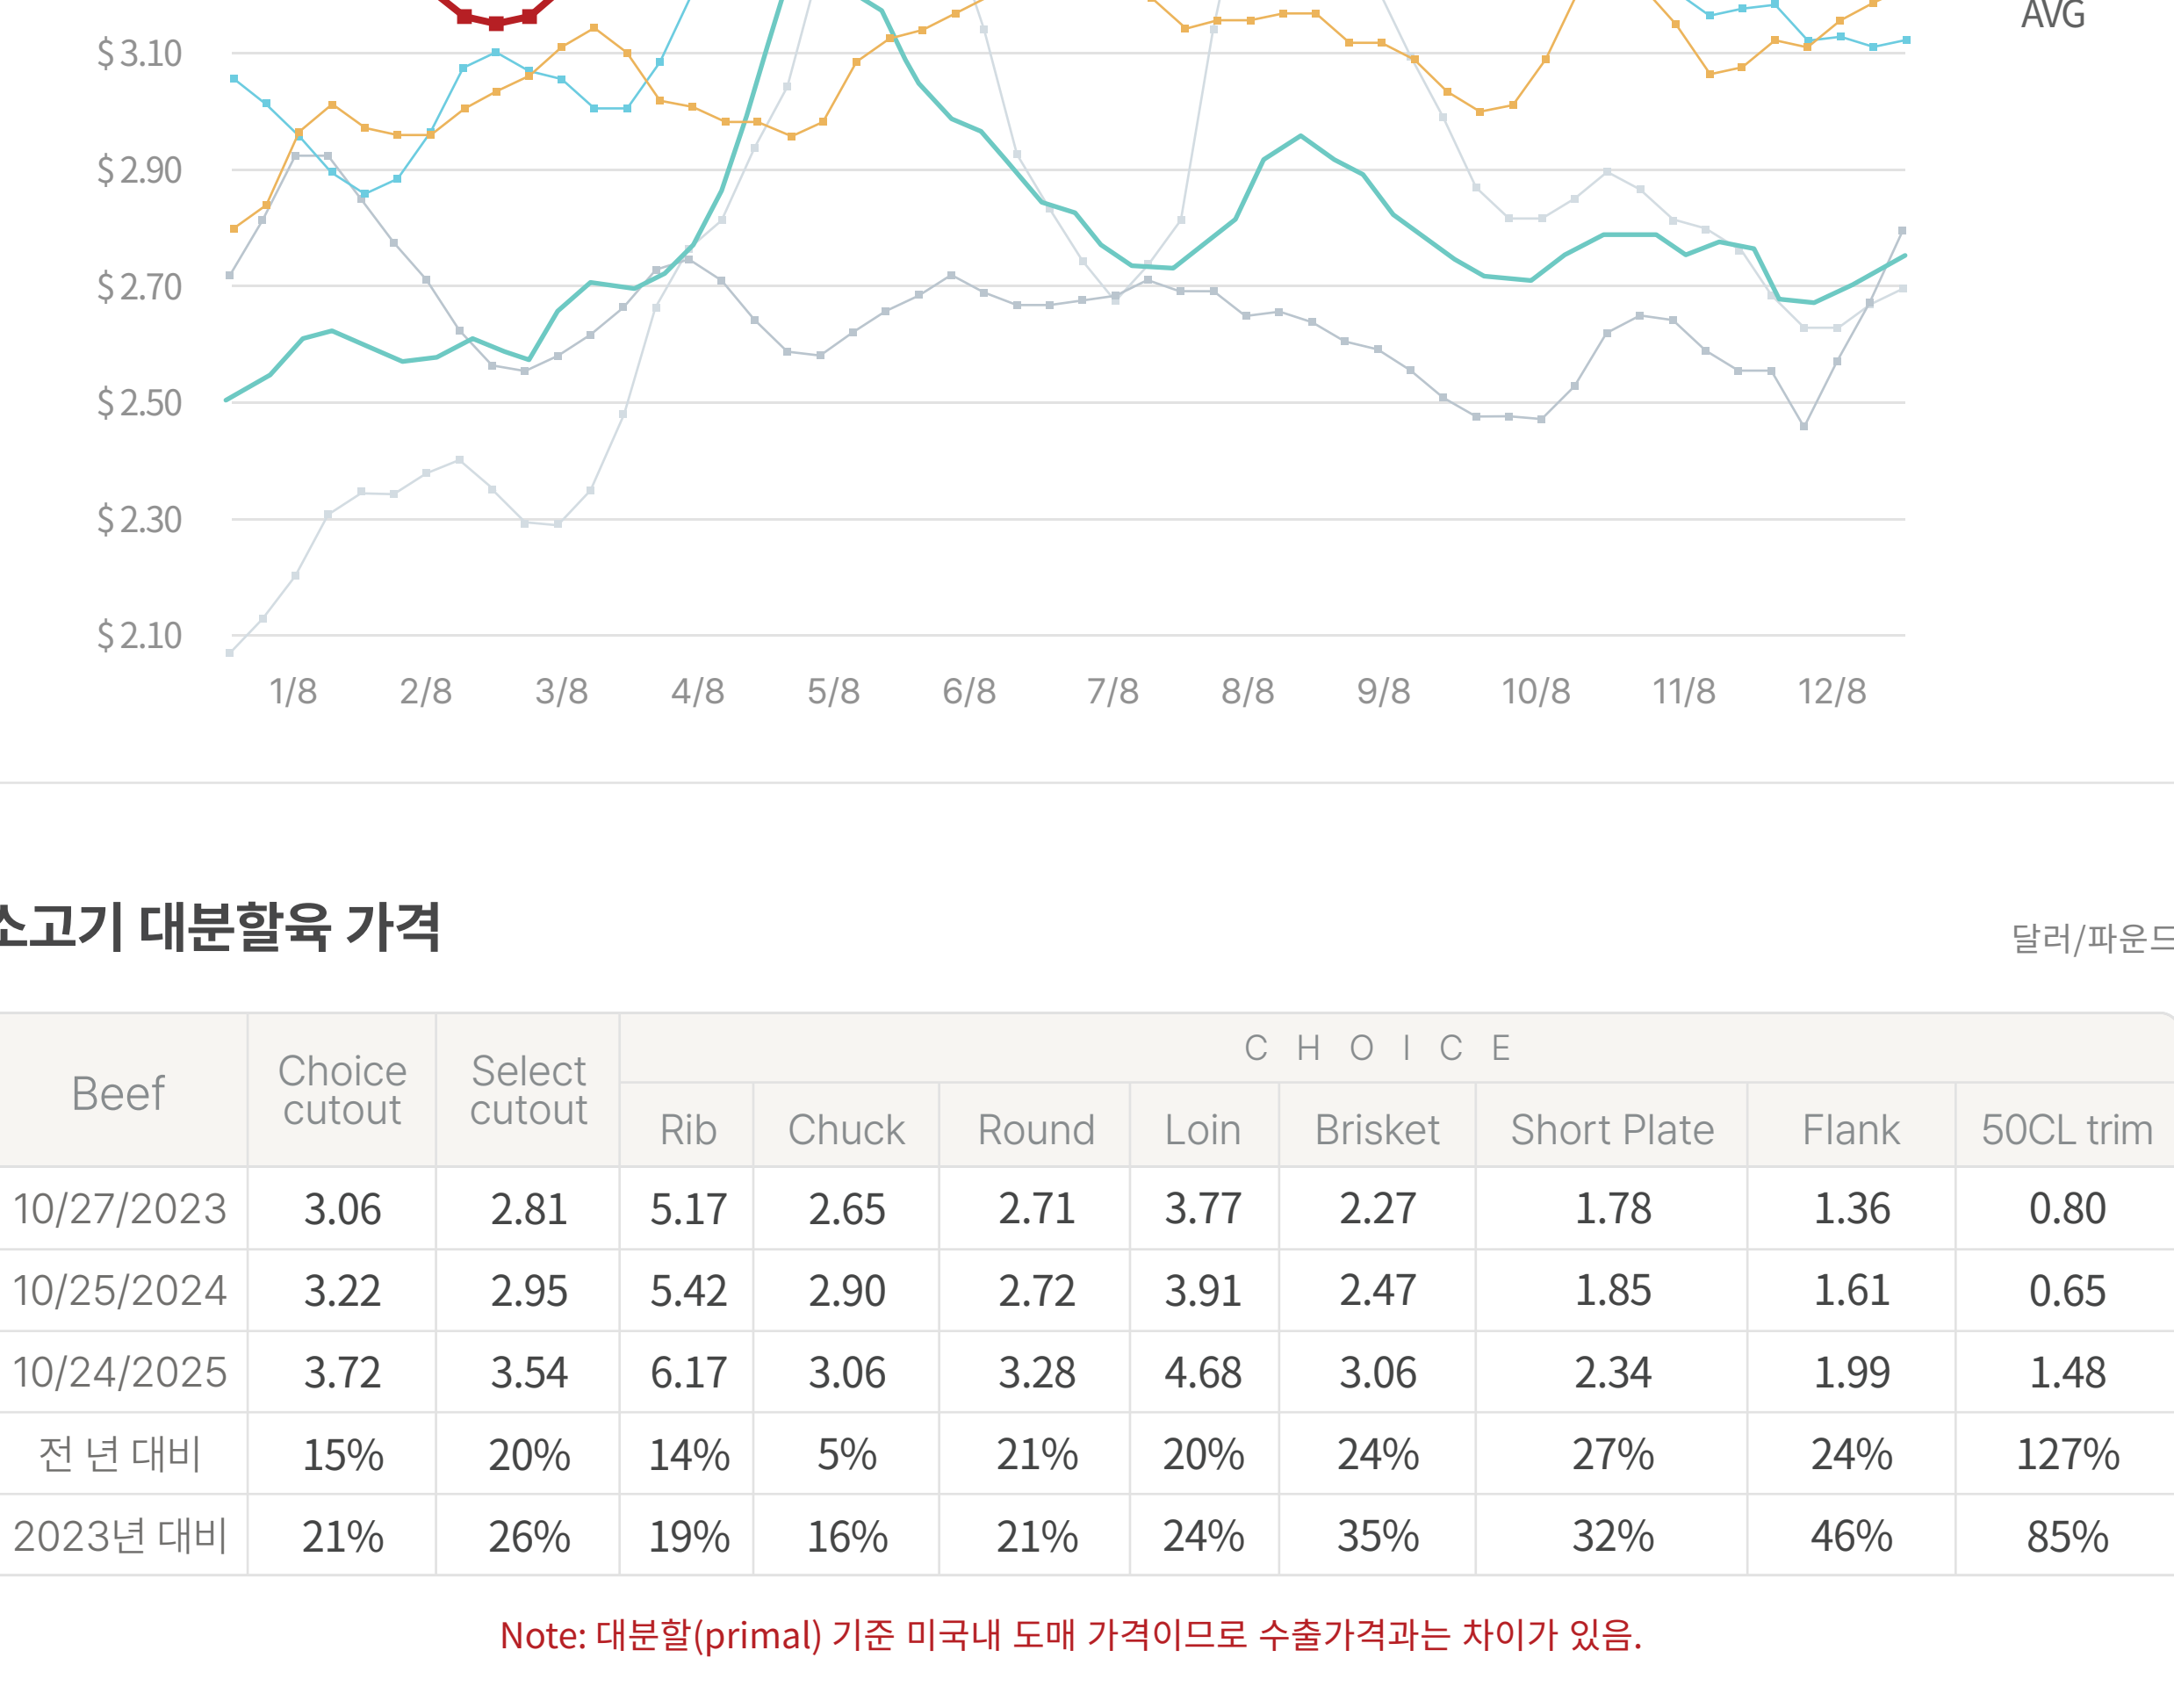 AVG
$ 3.10
$ 2.90
$ 2.70
$ 2.50
$ 2.30
$ 2.10
1/8 2/8 3/8 4/8 5/8 6/8 7/8 8/8 9/8 10/8 11/8 12/8
소고기 대분할육 가격
달러/파운드
Beef Choice cutout Select cutout C H O I C E
Rib Chuck Round Loin Brisket Short Plate Flank 50CL trim
10/27/2023 3.06 2.81 5.17 2.65 2.71 3.77 2.27 1.78 1.36 0.80
10/25/2024 3.22 2.95 5.42 2.90 2.72 3.91 2.47 1.85 1.61 0.65
10/24/2025 3.72 3.54 6.17 3.06 3.28 4.68 3.06 2.34 1.99 1.48
전 년 대비 15% 20% 14% 5% 21% 20% 24% 27% 24% 127%
2023년 대비 21% 26% 19% 16% 21% 24% 35% 32% 46% 85%
Note: 대분할(primal) 기준 미국내 도매 가격이므로 수출가격과는 차이가 있음.